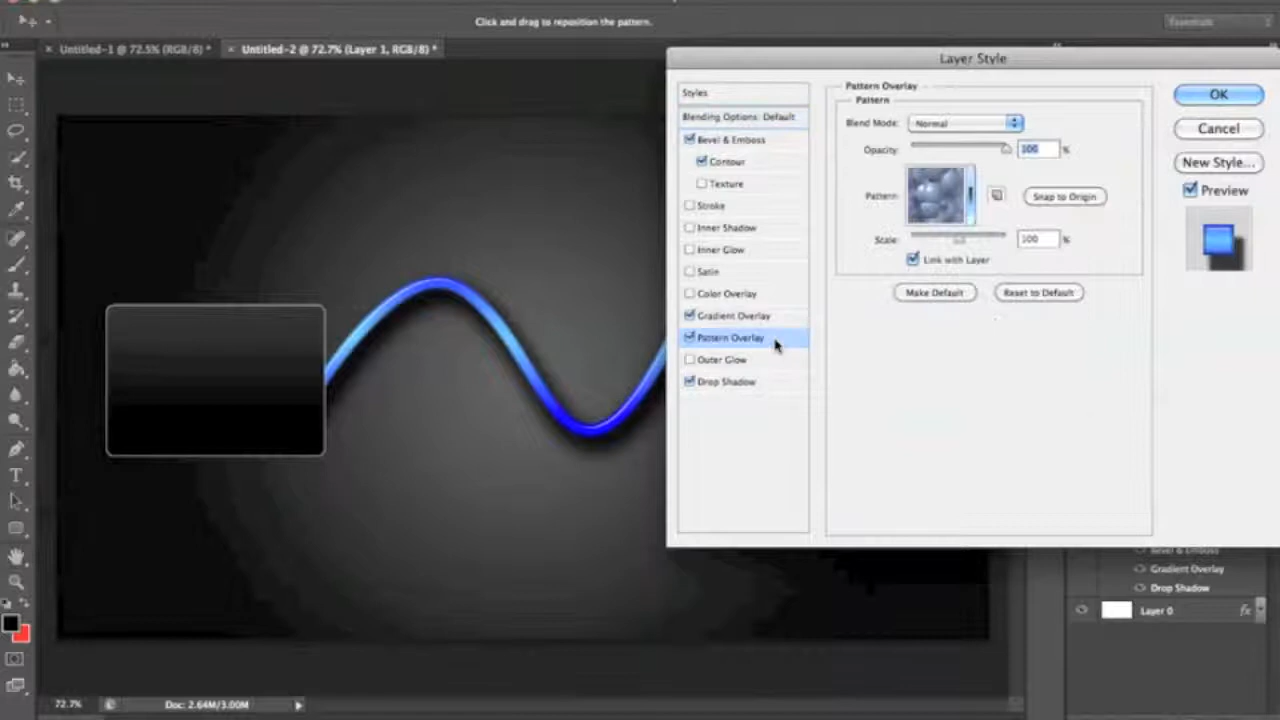 Click and drag to reposition the pattern.
Essentials
Untitled-1 @ 72.5% (RGB/8) *
Untitled-2 @ 72.7% (Layer 1, RGB/8) *
Layer Style
Styles
Blending Options: Default
Bevel & Emboss
Contour
Texture
Stroke
Inner Shadow
Inner Glow
Satin
Color Overlay
Gradient Overlay
Pattern Overlay
Outer Glow
Drop Shadow
Pattern Overlay
Pattern
Blend Mode: Normal
Opacity: 100 %
Pattern: Snap to Origin
Scale: 100 %
Link with Layer
Make Default Reset to Default
OK
Cancel
New Style...
Preview
Bevel & Emboss
Gradient Overlay
Drop Shadow
Layer 0 fx
72.7% Doc: 2.64M/3.00M